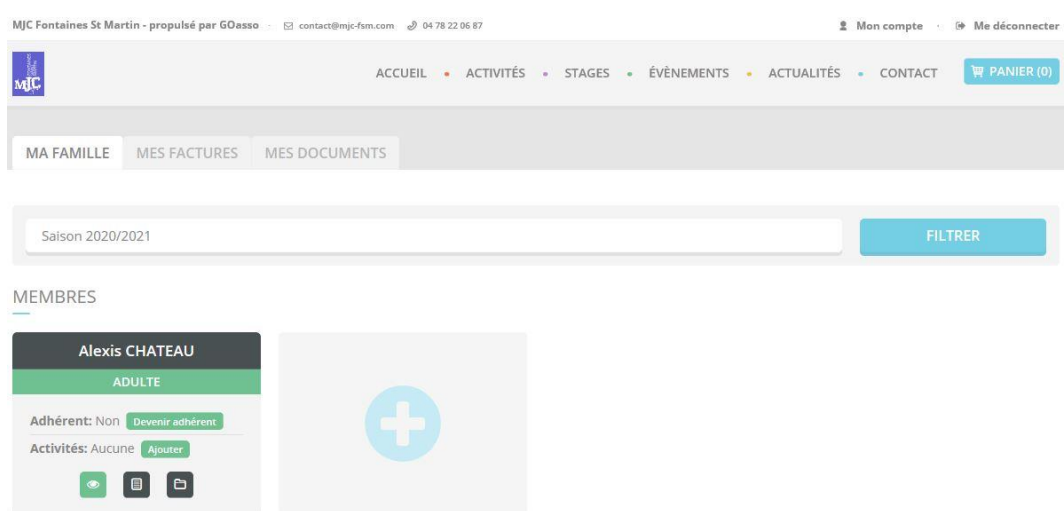 MJC Fontaines St Martin - propulsé par GOasso · contact@mjc-fsm.com 04 78 22 06 87 Mon compte · Me déconnecter
MJC ACCUEIL • ACTIVITÉS • STAGES • ÉVÈNEMENTS • ACTUALITÉS • CONTACT PANIER (0)
MA FAMILLE MES FACTURES MES DOCUMENTS
Saison 2020/2021 FILTRER
MEMBRES
Alexis CHATEAU
ADULTE
Adhérent: Non Devenir adhérent
Activités: Aucune Ajouter